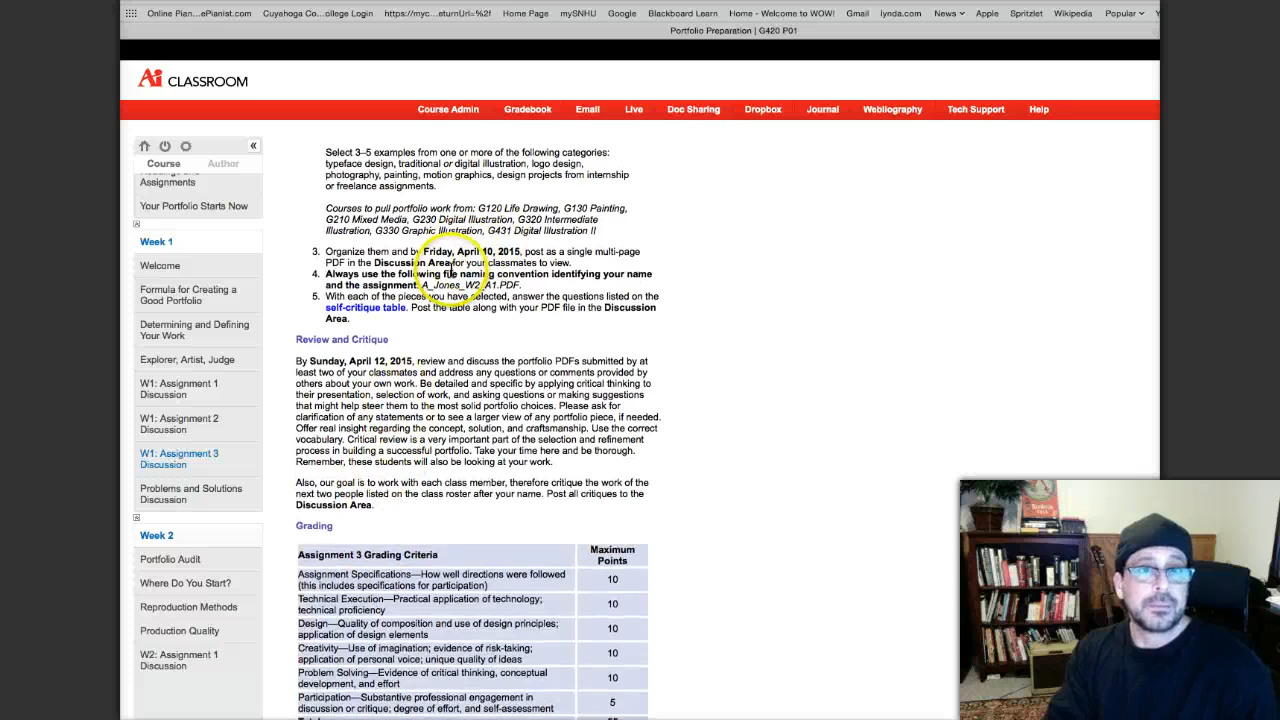 Online Pian...ePianist.com Cuyahoga Co...ollege Login https://myc...eturnUrl=%2f Home Page mySNHU Google Blackboard Learn Home - Welcome to WOW! Gmail lynda.com News Apple Spritzlet Wikipedia Popular
Portfolio Preparation | G420 P01
Ai CLASSROOM
Course Admin Gradebook Email Live Doc Sharing Dropbox Journal Webliography Tech Support Help
Course Author
Assignments
Your Portfolio Starts Now
Week 1
Welcome
Formula for Creating a
Good Portfolio
Determining and Defining
Your Work
Explorer, Artist, Judge
W1: Assignment 1
Discussion
W1: Assignment 2
Discussion
W1: Assignment 3
Discussion
Problems and Solutions
Discussion
Week 2
Portfolio Audit
Where Do You Start?
Reproduction Methods
Production Quality
W2: Assignment 1
Discussion
Select 3–5 examples from one or more of the following categories:
typeface design, traditional or digital illustration, logo design,
photography, painting, motion graphics, design projects from internship
or freelance assignments.
Courses to pull portfolio work from: G120 Life Drawing, G130 Painting,
G210 Mixed Media, G230 Digital Illustration, G320 Intermediate
Illustration, G330 Graphic Illustration, G431 Digital Illustration II
3. Organize them and by Friday, April 10, 2015, post as a single multi-page
PDF in the Discussion Area for your classmates to view.
4. Always use the following file naming convention identifying your name
and the assignment: A_Jones_W2_A1.PDF.
5. With each of the pieces you have selected, answer the questions listed on the
self-critique table. Post the table along with your PDF file in the Discussion
Area.
Review and Critique
By Sunday, April 12, 2015, review and discuss the portfolio PDFs submitted by at
least two of your classmates and address any questions or comments provided by
others about your own work. Be detailed and specific by applying critical thinking to
their presentation, selection of work, and asking questions or making suggestions
that might help steer them to the most solid portfolio choices. Please ask for
clarification of any statements or to see a larger view of any portfolio piece, if needed.
Offer real insight regarding the concept, solution, and craftsmanship. Use the correct
vocabulary. Critical review is a very important part of the selection and refinement
process in building a successful portfolio. Take your time here and be thorough.
Remember, these students will also be looking at your work.
Also, our goal is to work with each class member, therefore critique the work of the
next two people listed on the class roster after your name. Post all critiques to the
Discussion Area.
Grading
Assignment 3 Grading Criteria Maximum
Points
Assignment Specifications—How well directions were followed
(this includes specifications for participation) 10
Technical Execution—Practical application of technology;
technical proficiency 10
Design—Quality of composition and use of design principles;
application of design elements 10
Creativity—Use of imagination; evidence of risk-taking;
application of personal voice; unique quality of ideas 10
Problem Solving—Evidence of critical thinking, conceptual
development, and effort 10
Participation—Substantive professional engagement in
discussion or critique; effort, and self-assessment 5